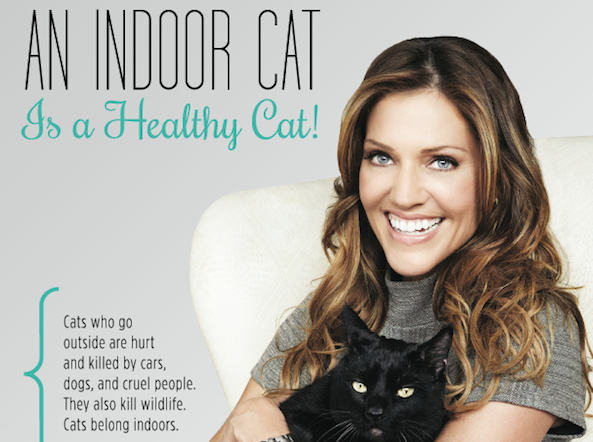 AN INDOOR CAT
Is a Healthy Cat!
Cats who go
outside are hurt
and killed by cars,
dogs, and cruel people.
They also kill wildlife.
Cats belong indoors.